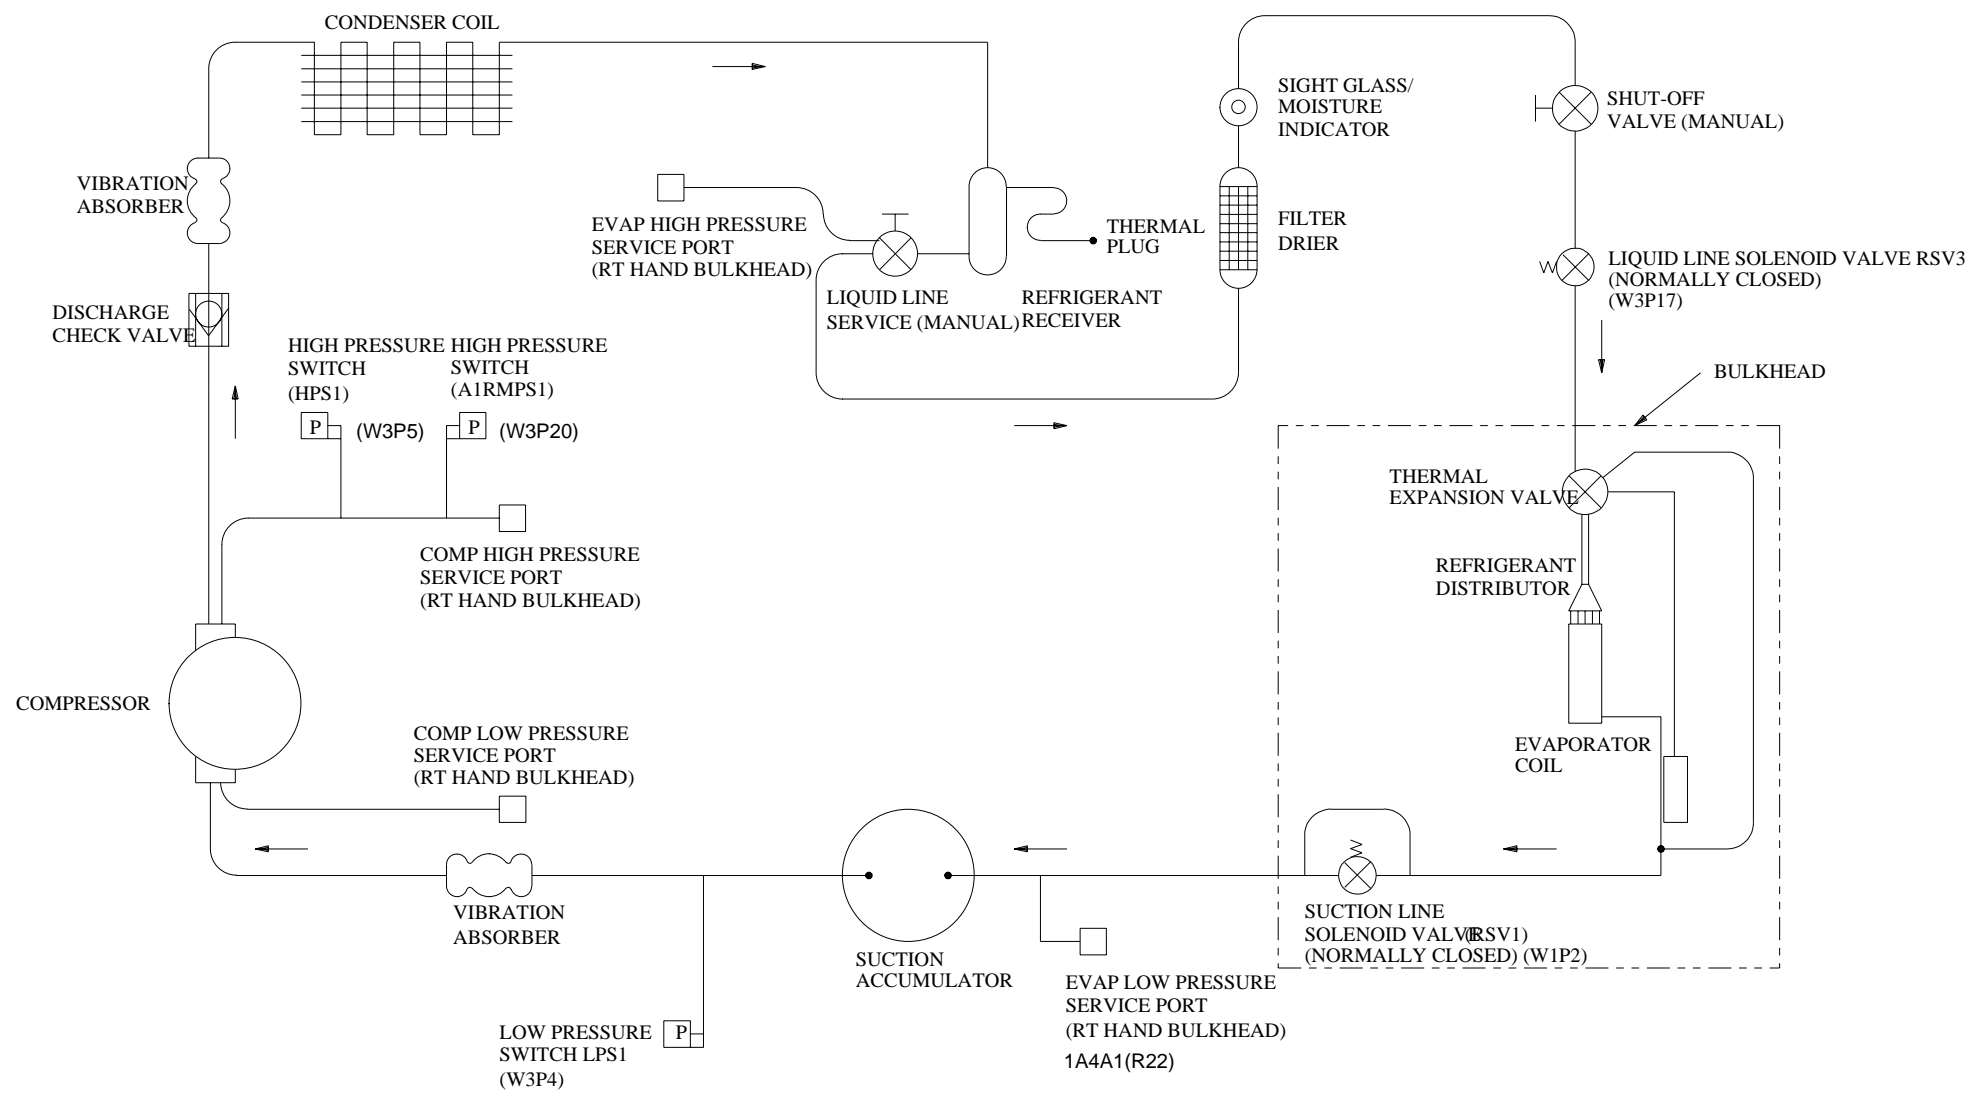 CONDENSER COIL
SIGHT GLASS/
MOISTURE
INDICATOR
SHUT-OFF
VALVE (MANUAL)
VIBRATION
ABSORBER
EVAP HIGH PRESSURE
SERVICE PORT
(RT HAND BULKHEAD)
THERMAL
PLUG
FILTER
DRIER
LIQUID LINE SOLENOID VALVE RSV3
(NORMALLY CLOSED)
(W3P17)
LIQUID LINE
SERVICE (MANUAL)
REFRIGERANT
RECEIVER
DISCHARGE
CHECK VALVE
HIGH PRESSURE
SWITCH
(HPS1)
HIGH PRESSURE
SWITCH
(A1RMPS1)
P
(W3P5)
P
(W3P20)
BULKHEAD
THERMAL
EXPANSION VALVE
COMP HIGH PRESSURE
SERVICE PORT
(RT HAND BULKHEAD)
REFRIGERANT
DISTRIBUTOR
COMPRESSOR
COMP LOW PRESSURE
SERVICE PORT
(RT HAND BULKHEAD)
EVAPORATOR
COIL
VIBRATION
ABSORBER
SUCTION
ACCUMULATOR
SUCTION LINE
SOLENOID VALVE(RSV1)
(NORMALLY CLOSED) (W1P2)
EVAP LOW PRESSURE
SERVICE PORT
(RT HAND BULKHEAD)
1A4A1(R22)
LOW PRESSURE
SWITCH LPS1
(W3P4)
P